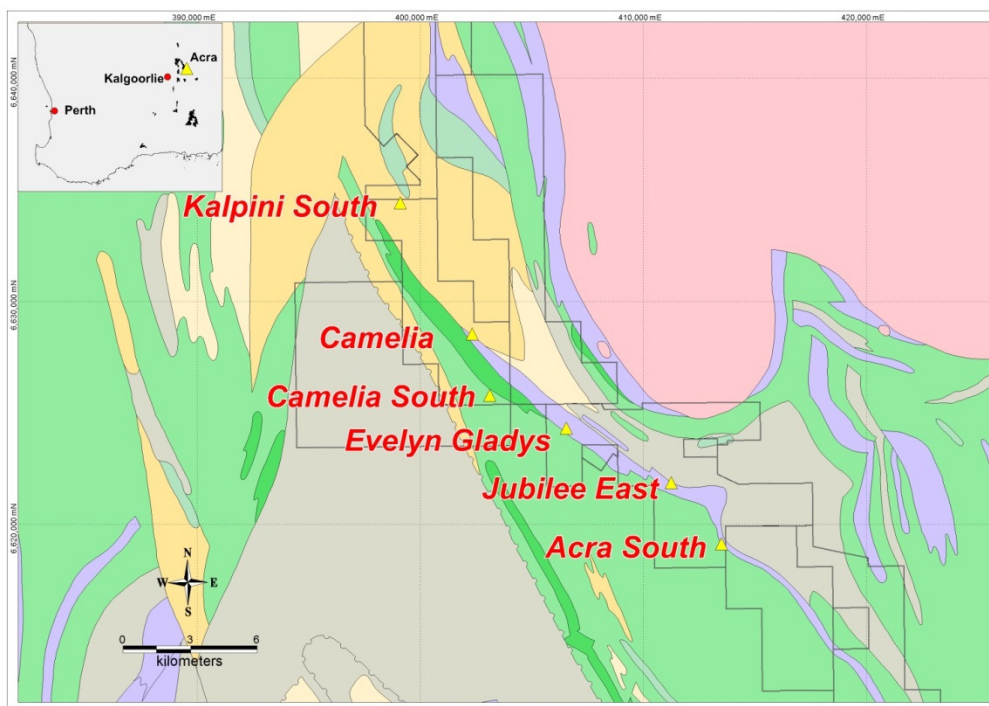 390,000 mE
400,000 mE
410,000 mE
420,000 mE
6,640,000 mN
6,630,000 mN
6,620,000 mN
Acra
Kalgoorlie
Perth
Kalpini South
Camelia
Camelia South
Evelyn Gladys
Jubilee East
Acra South
N
W E
S
0 3 6
kilometers